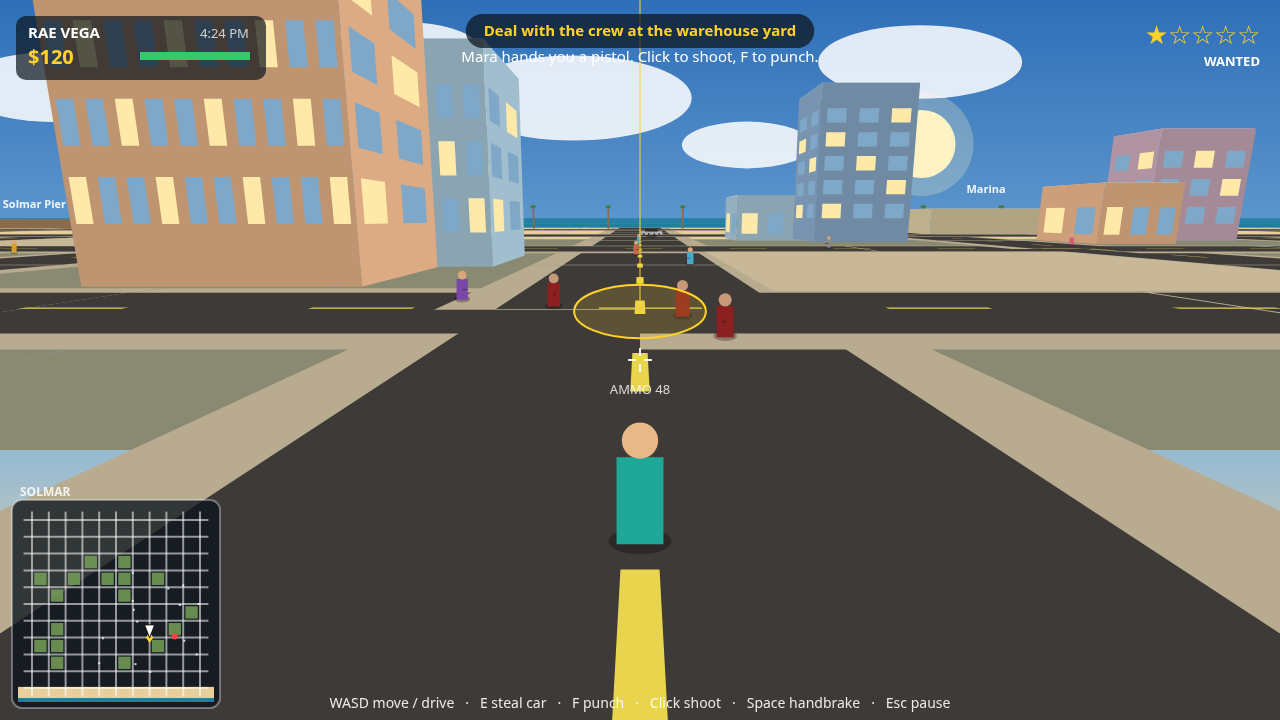 RAE VEGA 4:24 PM
$120
Deal with the crew at the warehouse yard
Mara hands you a pistol. Click to shoot, F to punch.
★☆☆☆☆☆
WANTED
Solmar Pier
Marina
AMMO 48
SOLMAR
WASD move / drive · E steal car · F punch · Click shoot · Space handbrake · Esc pause